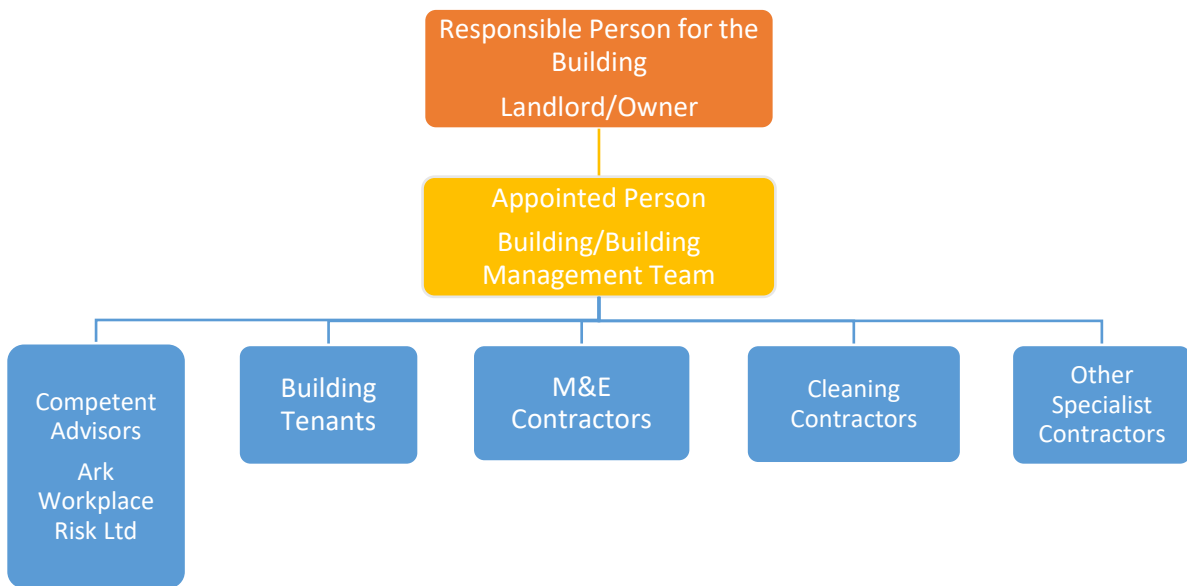 Responsible Person for the
Building
Landlord/Owner
Appointed Person
Building/Building
Management Team
Competent
Advisors
Ark
Workplace
Risk Ltd
Building
Tenants
M&E
Contractors
Cleaning
Contractors
Other
Specialist
Contractors